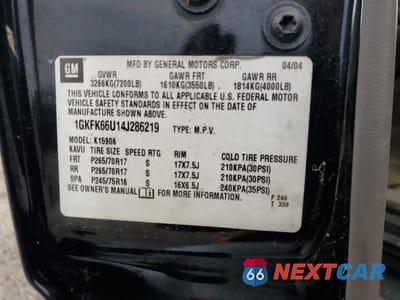 GM
MFD BY GENERAL MOTORS CORP. 04/04
GVWR GAWR FRT GAWR RR
3266KG(7200LB) 1610KG(3550LB) 1814KG(4000LB)
THIS VEHICLE CONFORMS TO ALL APPLICABLE U.S. FEDERAL MOTOR
VEHICLE SAFETY STANDARDS IN EFFECT ON THE DATE OF
MANUFACTURE SHOWN ABOVE.
1GKFK66U14J286219 TYPE: M.P.V.
MODEL: K15906
KAVU TIRE SIZE SPEED RTG RIM COLD TIRE PRESSURE
FRT P265/70R17 S 17X7.5J 210KPA(30PSI)
RR P265/70R17 S 17X7.5J 210KPA(30PSI)
SPA P245/75R16 S 16X6.5J 240KPA(35PSI)
SEE OWNER'S MANUAL FOR MORE INFORMATION.
F 246
T 330
66 NEXTCAR